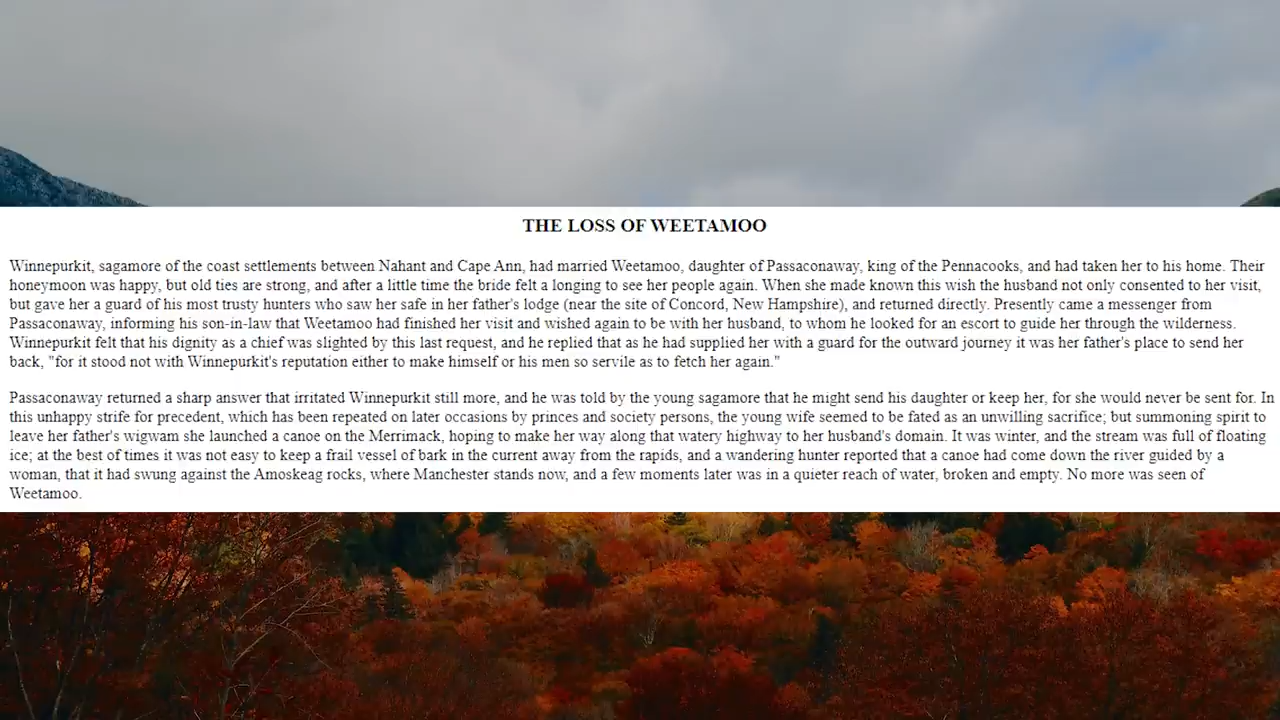 THE LOSS OF WEETAMOO
Winnepurkit, sagamore of the coast settlements between Nahant and Cape Ann, had married Weetamoo, daughter of Passaconaway, king of the Pennacooks, and had taken her to his home. Their
honeymoon was happy, but old ties are strong, and after a little time the bride felt a longing to see her people again. When she made known this wish the husband not only consented to her visit,
but gave her a guard of his most trusty hunters who saw her safe in her father's lodge (near the site of Concord, New Hampshire), and returned directly. Presently came a messenger from
Passaconaway, informing his son-in-law that Weetamoo had finished her visit and wished again to be with her husband, to whom he looked for an escort to guide her through the wilderness.
Winnepurkit felt that his dignity as a chief was slighted by this last request, and he replied that as he had supplied her with a guard for the outward journey it was her father's place to send her
back, "for it stood not with Winnepurkit's reputation either to make himself or his men so servile as to fetch her again."
Passaconaway returned a sharp answer that irritated Winnepurkit still more, and he was told by the young sagamore that he might send his daughter or keep her, for she would never be sent for. In
this unhappy strife for precedent, which has been repeated on later occasions by princes and society persons, the young wife seemed to be fated as an unwilling sacrifice; but summoning spirit to
leave her father's wigwam she launched a canoe on the Merrimack, hoping to make her way along that watery highway to her husband's domain. It was winter, and the stream was full of floating
ice; at the best of times it was not easy to keep a frail vessel of bark in the current away from the rapids, and a wandering hunter reported that a canoe had come down the river guided by a
woman, that it had swung against the Amoskeag rocks, where Manchester stands now, and a few moments later was in a quieter reach of water, broken and empty. No more was seen of
Weetamoo.